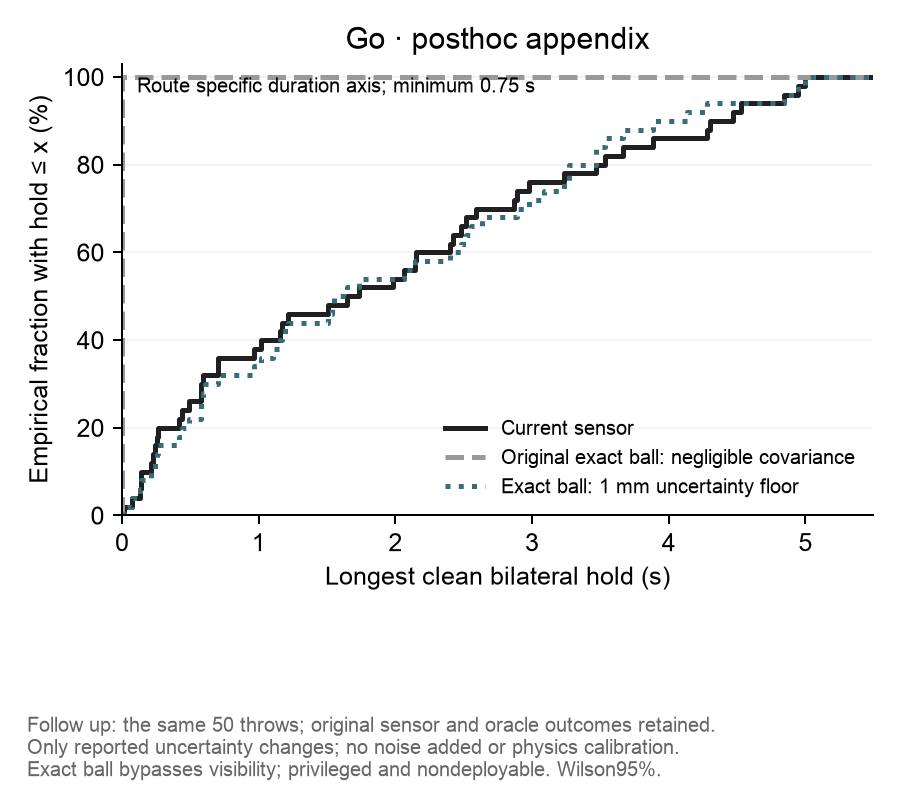 Go · posthoc appendix
Route specific duration axis; minimum 0.75 s
Empirical fraction with hold ≤ x (%)
100
80
60
40
20
0
Current sensor
Original exact ball: negligible covariance
Exact ball: 1 mm uncertainty floor
0 1 2 3 4 5
Longest clean bilateral hold (s)
Follow up: the same 50 throws; original sensor and oracle outcomes retained.
Only reported uncertainty changes; no noise added or physics calibration.
Exact ball bypasses visibility; privileged and nondeployable. Wilson95%.